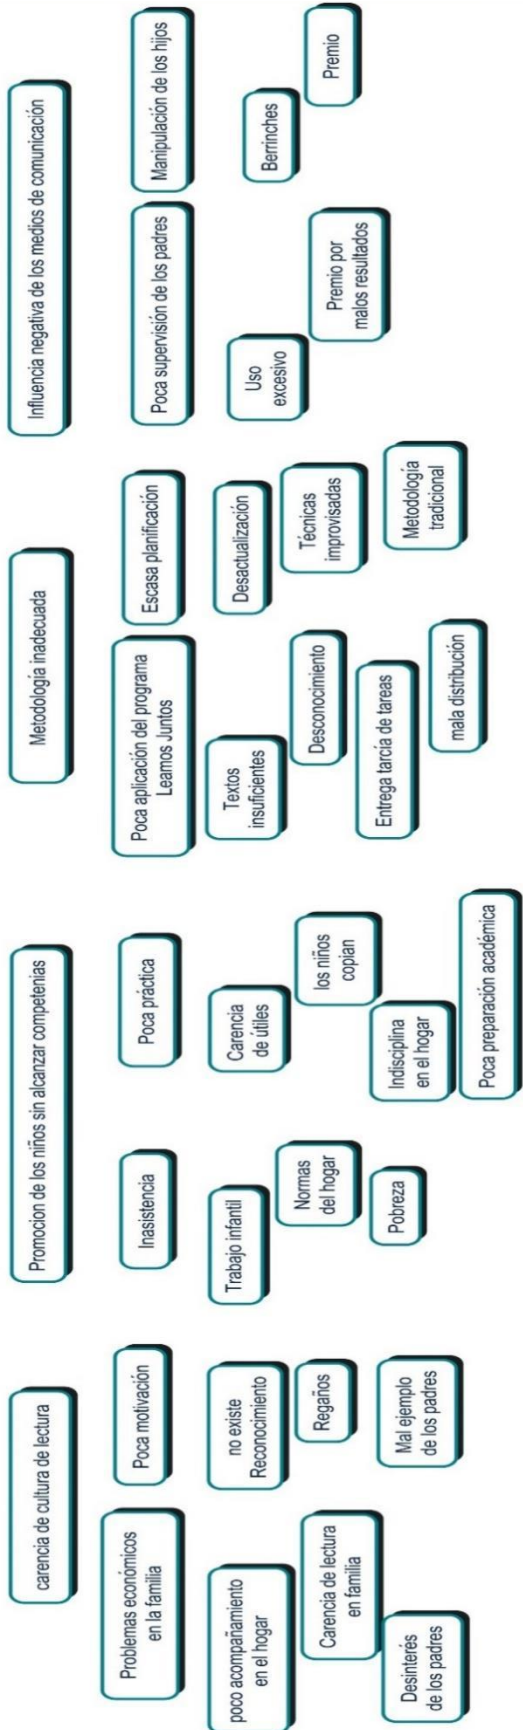 carencia de cultura de lectura
Problemas económicos
en la familia
Poca motivación
poco acompañamiento
en el hogar
no existe
Reconocimiento
Carencia de lectura
en familia
Regaños
Desinterés
de los padres
Mal ejemplo
de los padres
Promocion de los niños sin alcanzar competenias
Inasistencia
Poca práctica
Trabajo infantil
Carencia
de útiles
Normas
del hogar
los niños
copian
Pobreza
Indisciplina
en el hogar
Poca preparación académica
Metodología inadecuada
Poca aplicación del programa
Leamos Juntos
Escasa planificación
Textos
insuficientes
Desactualización
Desconocimiento
Técnicas
improvisadas
Entrega tarcía de tareas
Metodología
tradicional
mala distribución
Influencia negativa de los medios de comunicación
Poca supervisión de los padres
Manipulación de los hijos
Uso
excesivo
Berrinches
Premio por
malos resultados
Premio